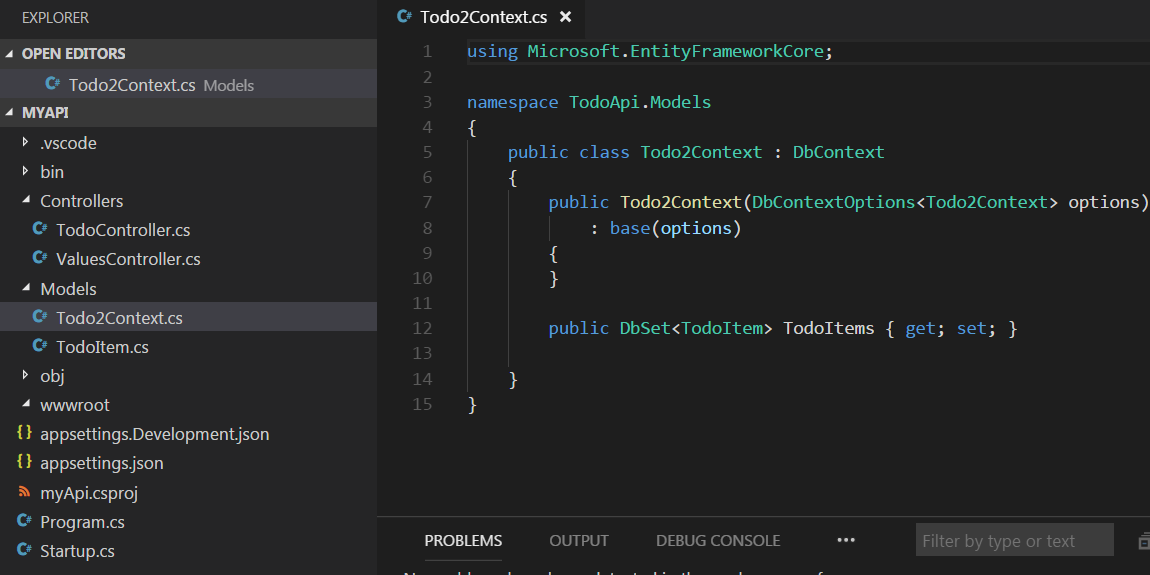 EXPLORER
OPEN EDITORS
C# Todo2Context.cs Models
MYAPI
.vscode
bin
Controllers
C# TodoController.cs
C# ValuesController.cs
Models
C# Todo2Context.cs
C# TodoItem.cs
obj
wwwroot
{} appsettings.Development.json
{} appsettings.json
myApi.csproj
C# Program.cs
C# Startup.cs
C# Todo2Context.cs ×
1 using Microsoft.EntityFrameworkCore;
2
3 namespace TodoApi.Models
4 {
5 public class Todo2Context : DbContext
6 {
7 public Todo2Context(DbContextOptions<Todo2Context> options)
8 : base(options)
9 {
10 }
11
12 public DbSet<TodoItem> TodoItems { get; set; }
13
14 }
15 }
PROBLEMS OUTPUT DEBUG CONSOLE ••• Filter by type or text